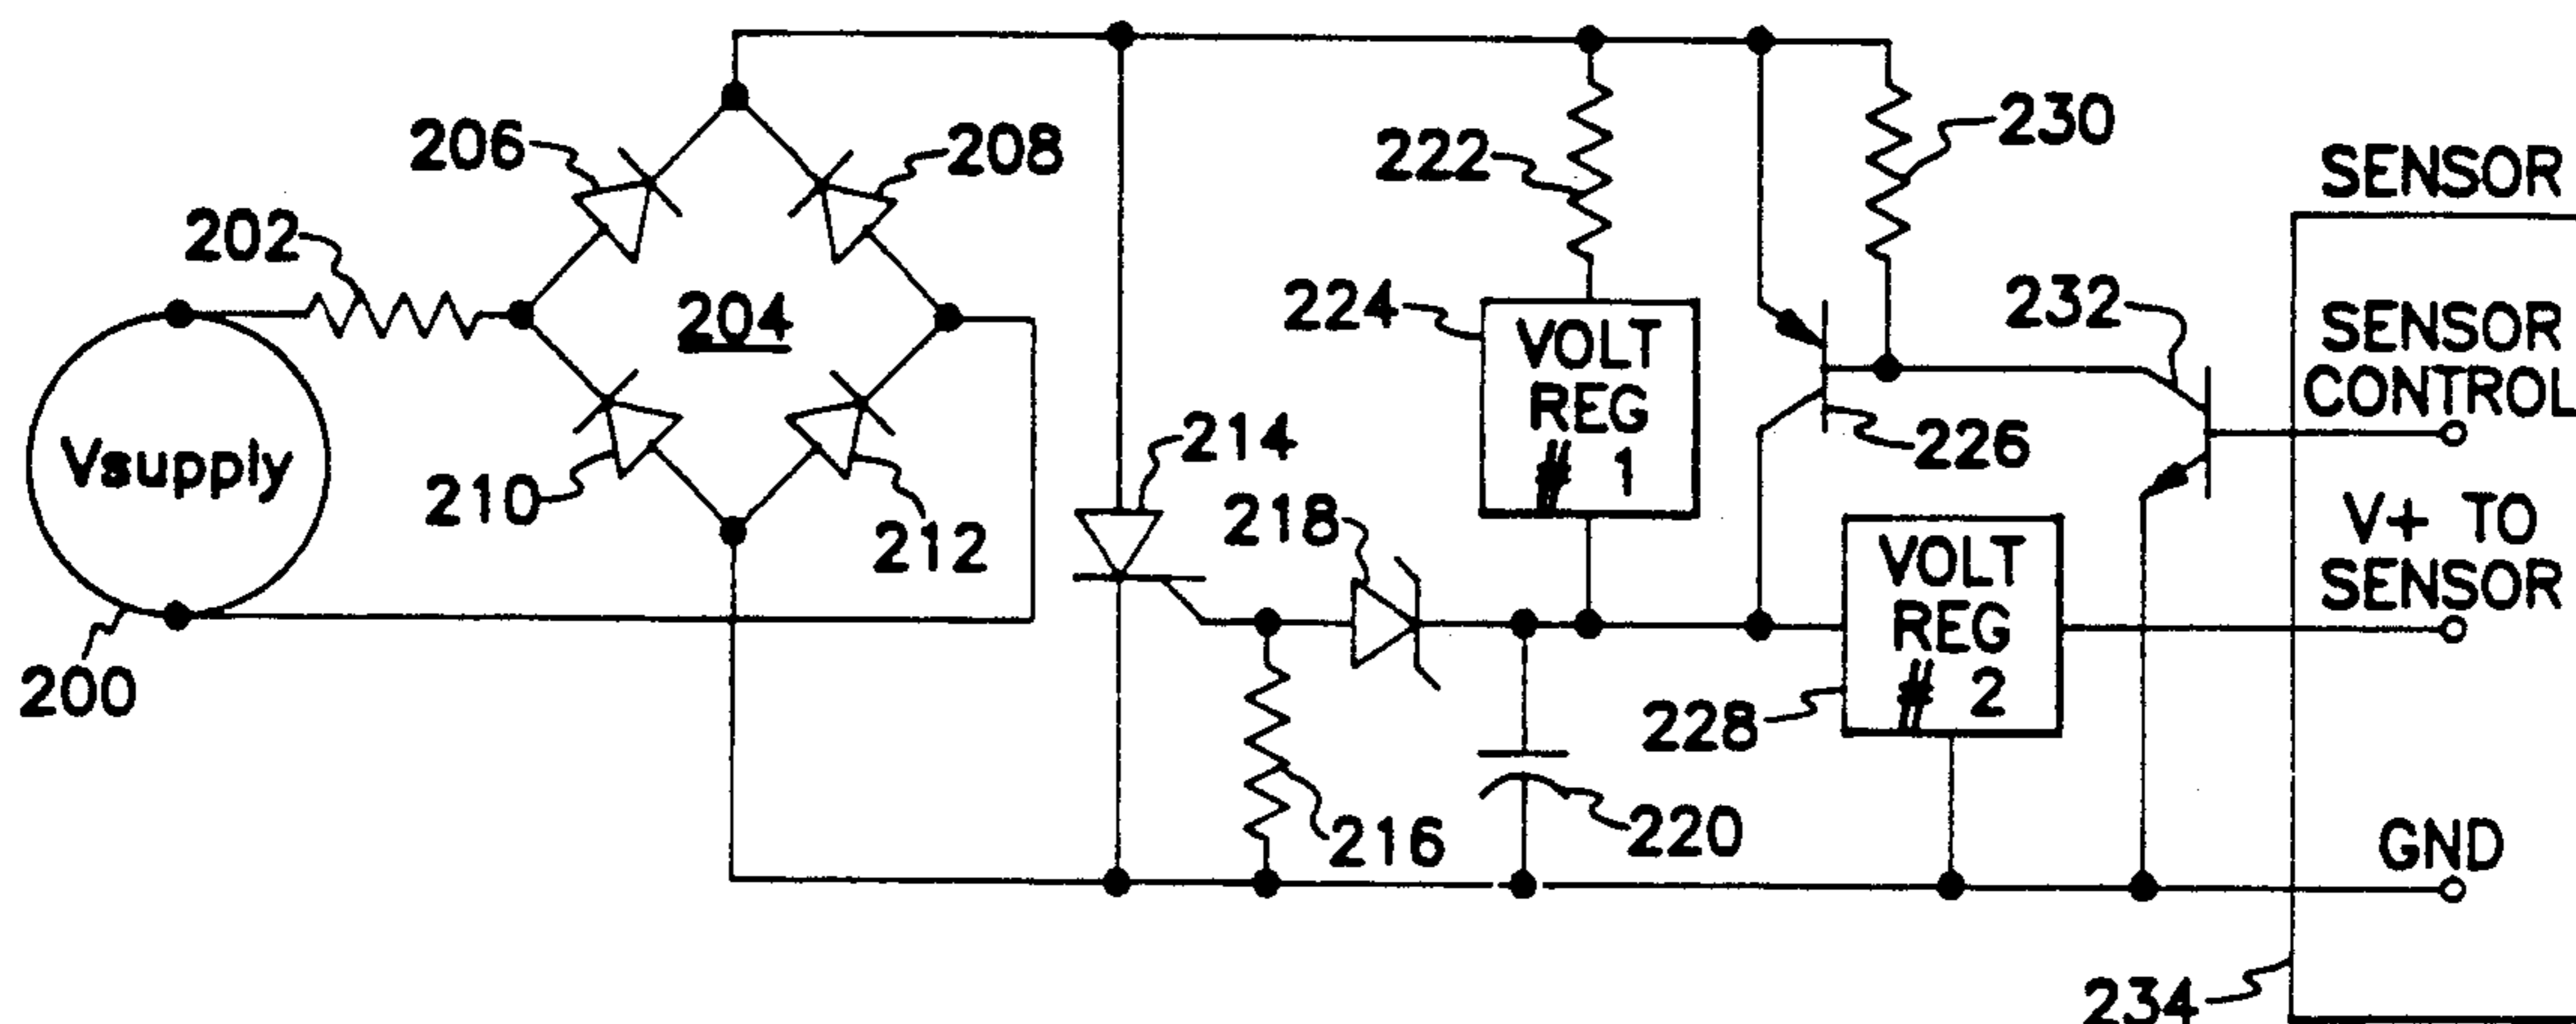 206
208
230
222
SENSOR
202
204
224
VOLT
REG
# 1
232
SENSOR
CONTROL
Vsupply
214
226
210
212
218
VOLT
REG
# 2
V+ TO
SENSOR
200
228
216
220
GND
234